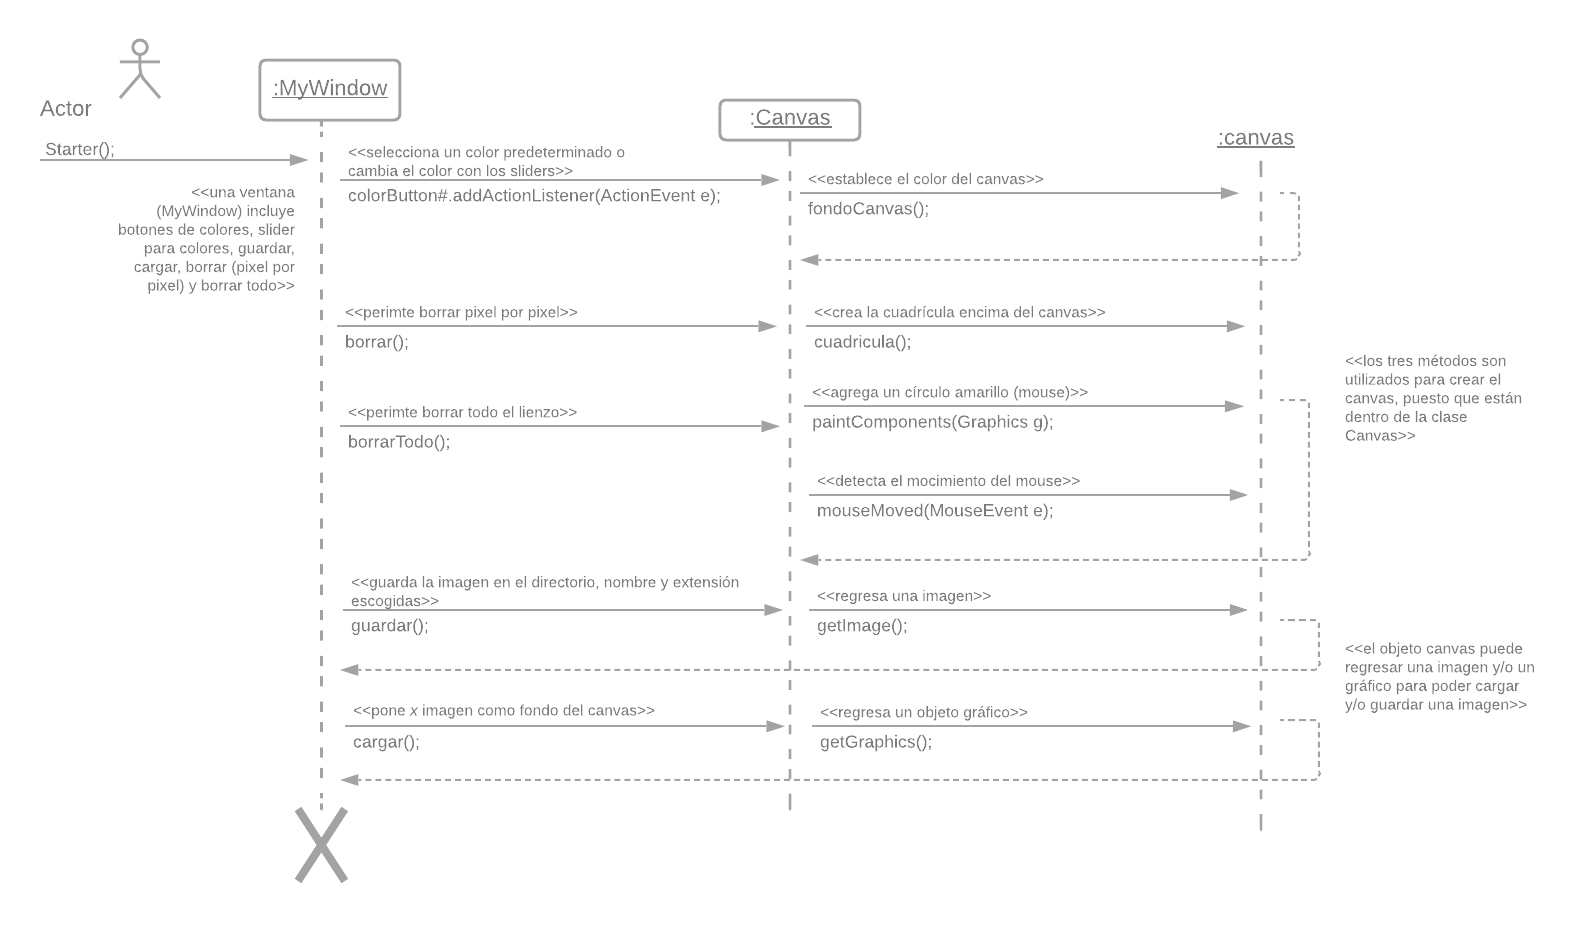 Actor
:MyWindow
:Canvas
:canvas
Starter();
<<una ventana
(MyWindow) incluye
botones de colores, slider
para colores, guardar,
cargar, borrar (pixel por
pixel) y borrar todo>>
<<selecciona un color predeterminado o
cambia el color con los sliders>>
colorButton#.addActionListener(ActionEvent e);
<<establece el color del canvas>>
fondoCanvas();
<<perimte borrar pixel por pixel>>
borrar();
<<crea la cuadrícula encima del canvas>>
cuadricula();
<<perimte borrar todo el lienzo>>
borrarTodo();
<<agrega un círculo amarillo (mouse)>>
paintComponents(Graphics g);
<<los tres métodos son
utilizados para crear el
canvas, puesto que están
dentro de la clase
Canvas>>
<<detecta el mocimiento del mouse>>
mouseMoved(MouseEvent e);
<<guarda la imagen en el directorio, nombre y extensión
escogidas>>
guardar();
<<regresa una imagen>>
getImage();
<<el objeto canvas puede
regresar una imagen y/o un
gráfico para poder cargar
y/o guardar una imagen>>
<<pone x imagen como fondo del canvas>>
cargar();
<<regresa un objeto gráfico>>
getGraphics();